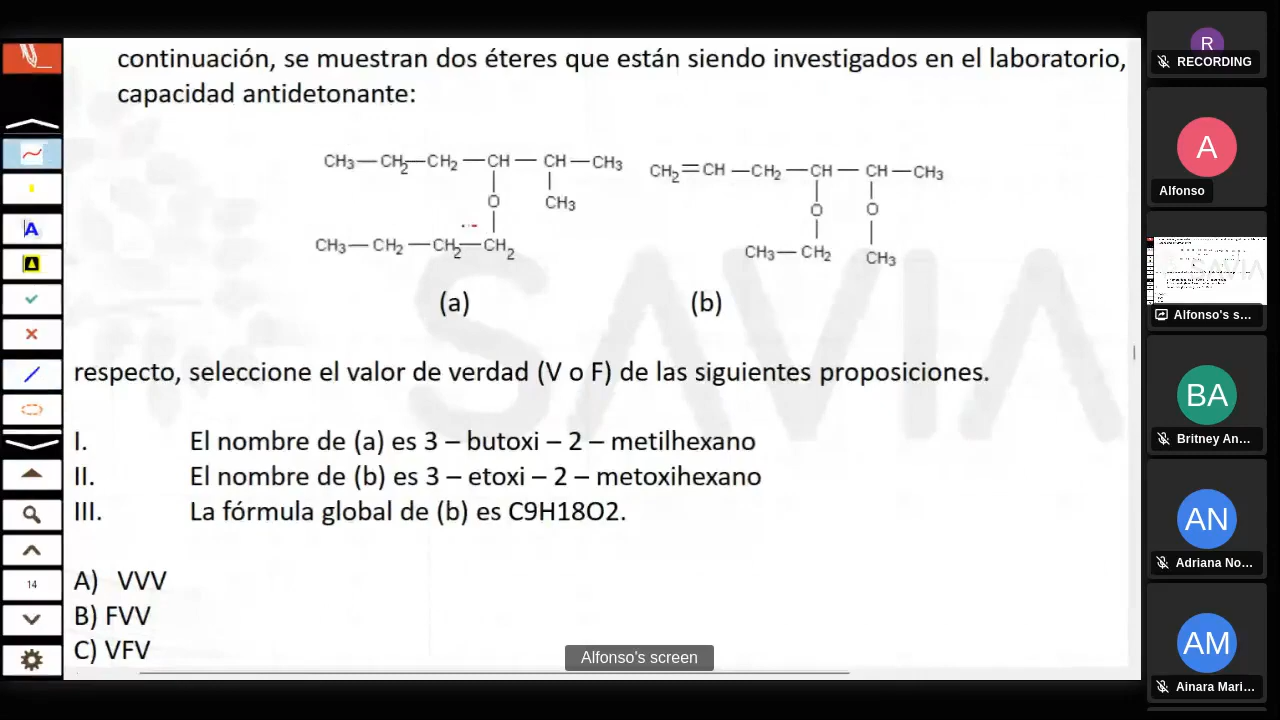 continuación, se muestran dos éteres que están siendo investigados en el laboratorio,
capacidad antidetonante:
CH3—CH2—CH2—CH—CH—CH3
O CH3
CH3—CH2—CH2—CH2
(a)
CH2=CH—CH2—CH—CH—CH3
O O
CH3—CH2 CH3
(b)
SAVIA
respecto, seleccione el valor de verdad (V o F) de las siguientes proposiciones.
I. El nombre de (a) es 3 – butoxi – 2 – metilhexano
II. El nombre de (b) es 3 – etoxi – 2 – metoxihexano
III. La fórmula global de (b) es C9H18O2.
A) VVV
B) FVV
C) VFV
A
14
Alfonso's screen
R
RECORDING
A
Alfonso
Alfonso's s...
BA
Britney An...
AN
Adriana No...
AM
Ainara Mari...